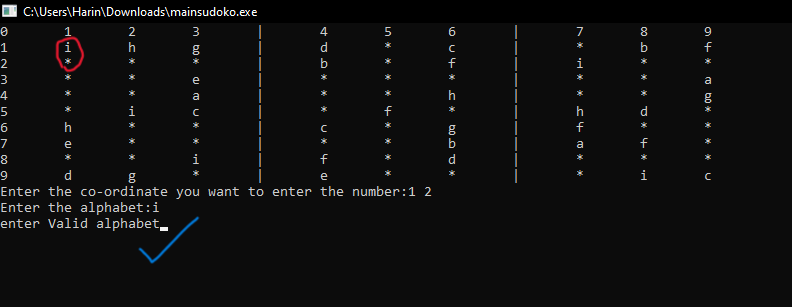 C:\Users\Harin\Downloads\mainsudoko.exe
0 1 2 3 | 4 5 6 | 7 8 9
1 i h g | d * c | * b f
2 * * * | b * f | i * *
3 * * e | * * * | * * a
4 * * a | * * h | * * g
5 * i c | * f * | h d *
6 h * * | c * g | f * *
7 e * * | * * b | a f *
8 * * i | f * d | * * *
9 d g * | e * * | * i c
Enter the co-ordinate you want to enter the number:1 2
Enter the alphabet:i
enter Valid alphabet